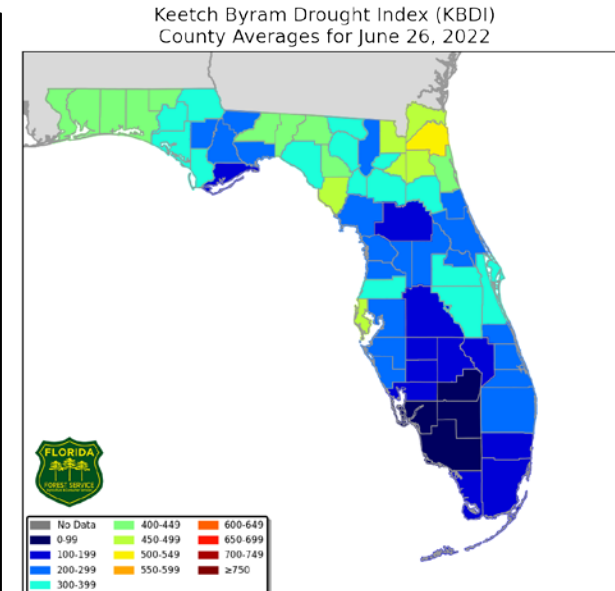 Keetch Byram Drought Index (KBDI)
County Averages for June 26, 2022
FLORIDA
FOREST SERVICE
No Data
0-99
100-199
200-299
300-399
400-449
450-499
500-549
550-599
600-649
650-699
700-749
≥750